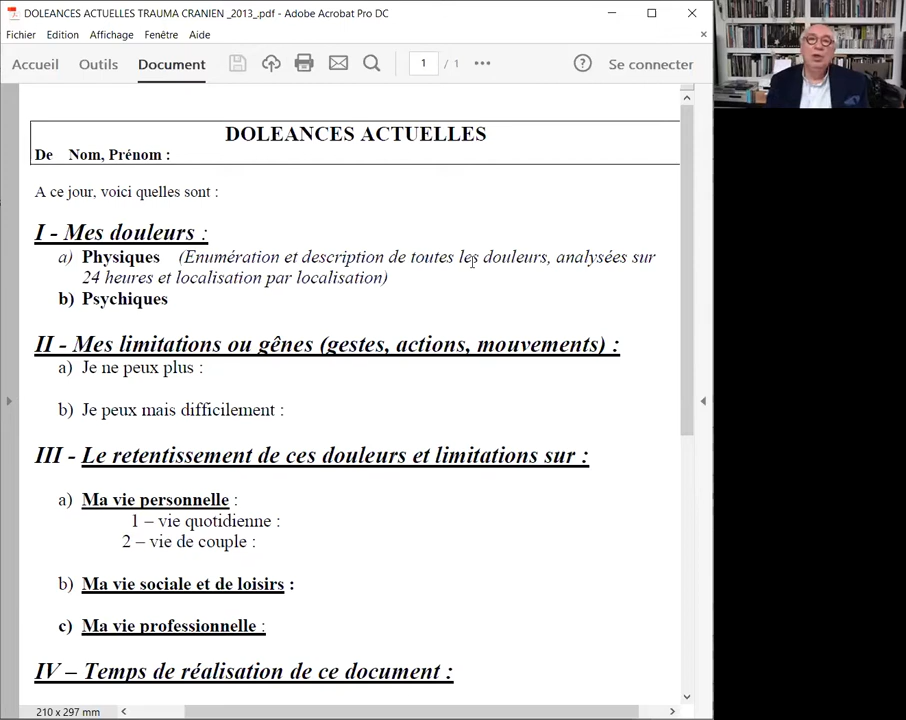 DOLEANCES ACTUELLES TRAUMA CRANIEN _2013_.pdf - Adobe Acrobat Pro DC
Fichier Edition Affichage Fenêtre Aide
Accueil Outils Document 1 / 1 Se connecter
DOLEANCES ACTUELLES
De Nom, Prénom :
A ce jour, voici quelles sont :
I - Mes douleurs :
a) Physiques (Enumération et description de toutes les douleurs, analysées sur
24 heures et localisation par localisation)
b) Psychiques
II - Mes limitations ou gênes (gestes, actions, mouvements) :
a) Je ne peux plus :
b) Je peux mais difficilement :
III - Le retentissement de ces douleurs et limitations sur :
a) Ma vie personnelle :
1 – vie quotidienne :
2 – vie de couple :
b) Ma vie sociale et de loisirs :
c) Ma vie professionnelle :
IV – Temps de réalisation de ce document :
210 x 297 mm